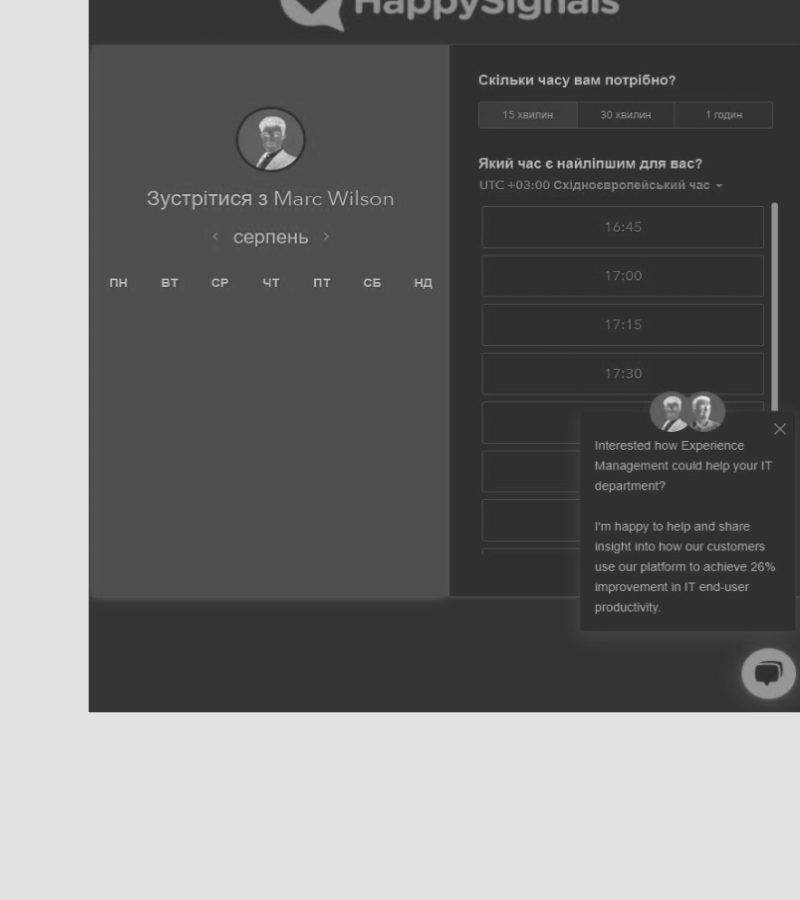 HappySignals
Зустрітися з Marc Wilson
серпень
ПН ВТ СР ЧТ ПТ СБ НД
Скільки часу вам потрібно?
15 хвилин 30 хвилин 1 годин
Який час є найліпшим для вас?
UTC +03:00 Східноєвропейський час
16:45
17:00
17:15
17:30
Interested how Experience
Management could help your IT
department?
I'm happy to help and share
insight into how our customers
use our platform to achieve 26%
improvement in IT end-user
productivity.